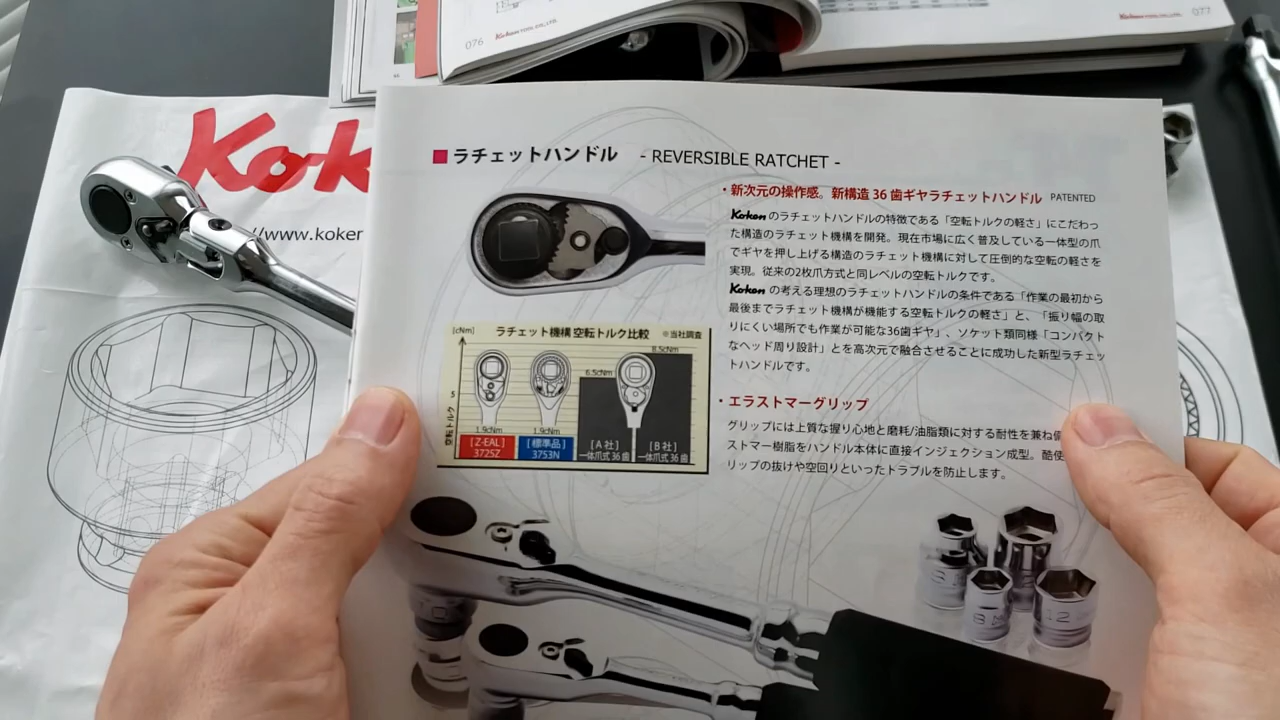 076
Koken TOOL CO.,LTD.
Koken
077
Kok
//www.koker
■ラチェットハンドル - REVERSIBLE RATCHET -
・新次元の操作感。新構造 36 歯ギヤラチェットハンドル PATENTED
Koken のラチェットハンドルの特徴である「空転トルクの軽さ」にこだわっ
た構造のラチェット機構を開発。現在市場に広く普及している一体型の爪
でギヤを押し上げる構造のラチェット機構に対して圧倒的な空転の軽さを
実現。従来の2枚爪方式と同レベルの空転トルクです。
Koken の考える理想のラチェットハンドルの条件である「作業の最初から
最後までラチェット機構が機能する空転トルクの軽さ」と、「振り幅の取
りにくい場所でも作業が可能な36歯ギヤ」、ソケット類同様「コンパクト
なヘッド周り設計」とを高次元で融合させることに成功した新型ラチェッ
トハンドルです。
[cNm]
ラチェット機構 空転トルク比較 ※当社調査
8.5cNm
6.5cNm
5
空転トルク
1.9cNm
1.9cNm
[Z-EAL]
3725Z
[標準品]
3753N
[A 社]
一体爪式 36 歯
[B 社]
一体爪式 36 歯
・エラストマーグリップ
グリップには上質な握り心地と磨耗/油脂類に対する耐性を兼ね備
ストマー樹脂をハンドル本体に直接インジェクション成型。酷使
リップの抜けや空回りといったトラブルを防止します。
13
8 M
12
10